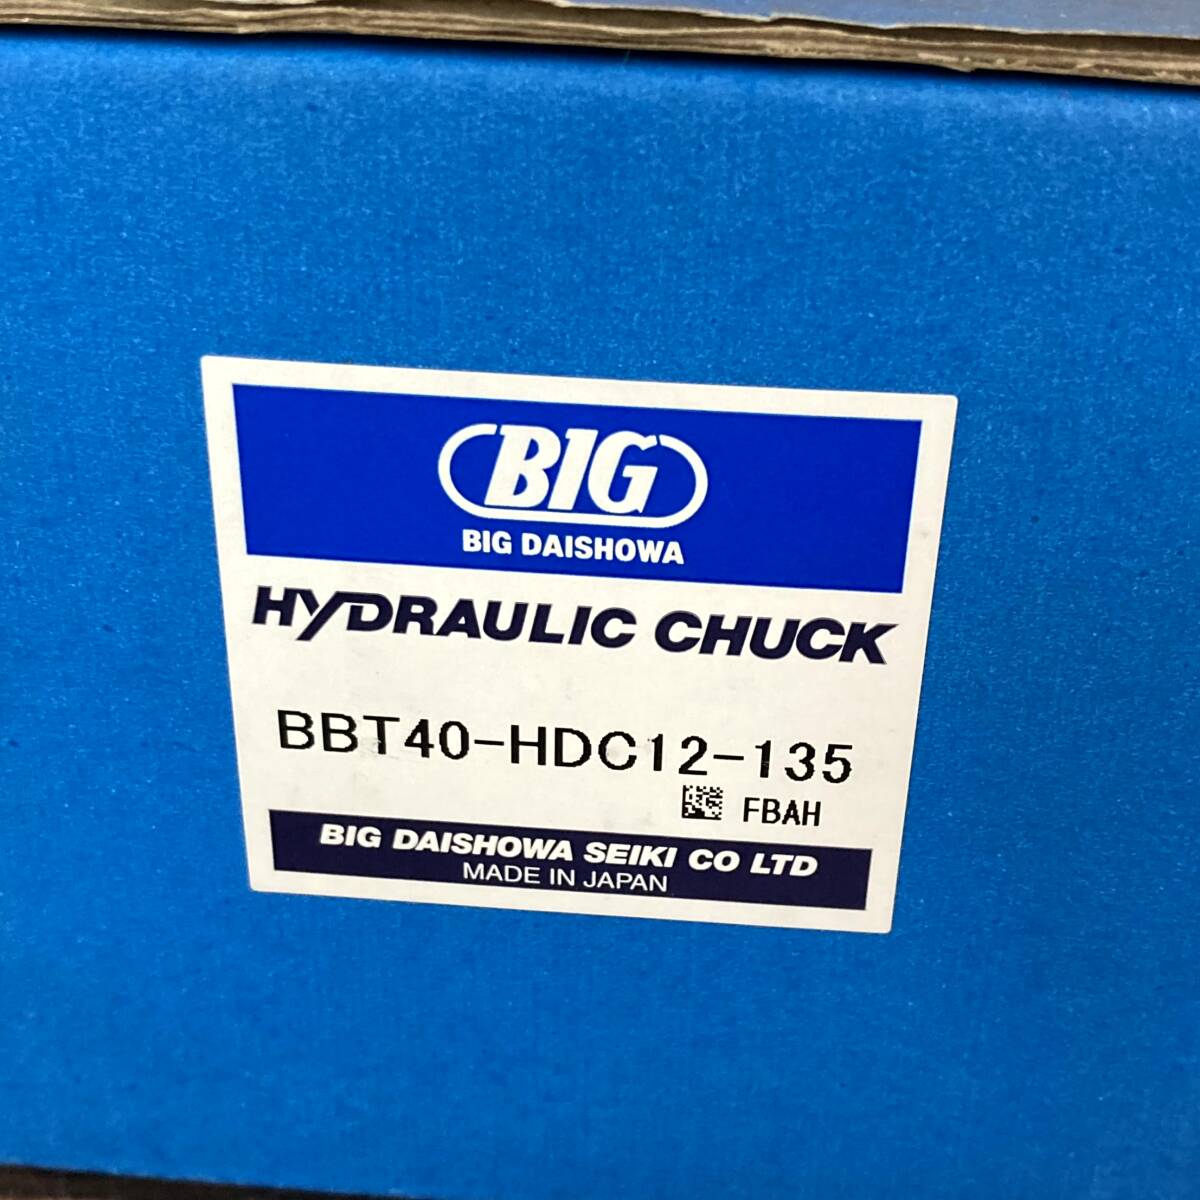 BIG
BIG DAISHOWA
HYDRAULIC CHUCK
BBT40-HDC12-135
FBAH
BIG DAISHOWA SEIKI CO LTD
MADE IN JAPAN